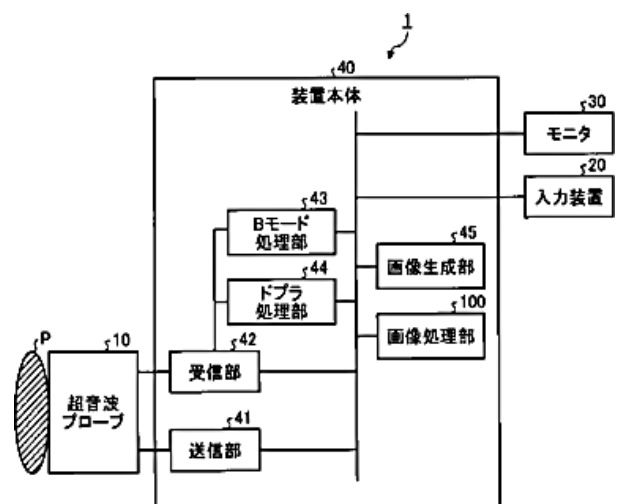 1
40
装置本体
30
モニタ
20
入力装置
43
Bモード
処理部
45
画像生成部
44
ドプラ
処理部
100
画像処理部
P
10
超音波
プローブ
42
受信部
41
送信部